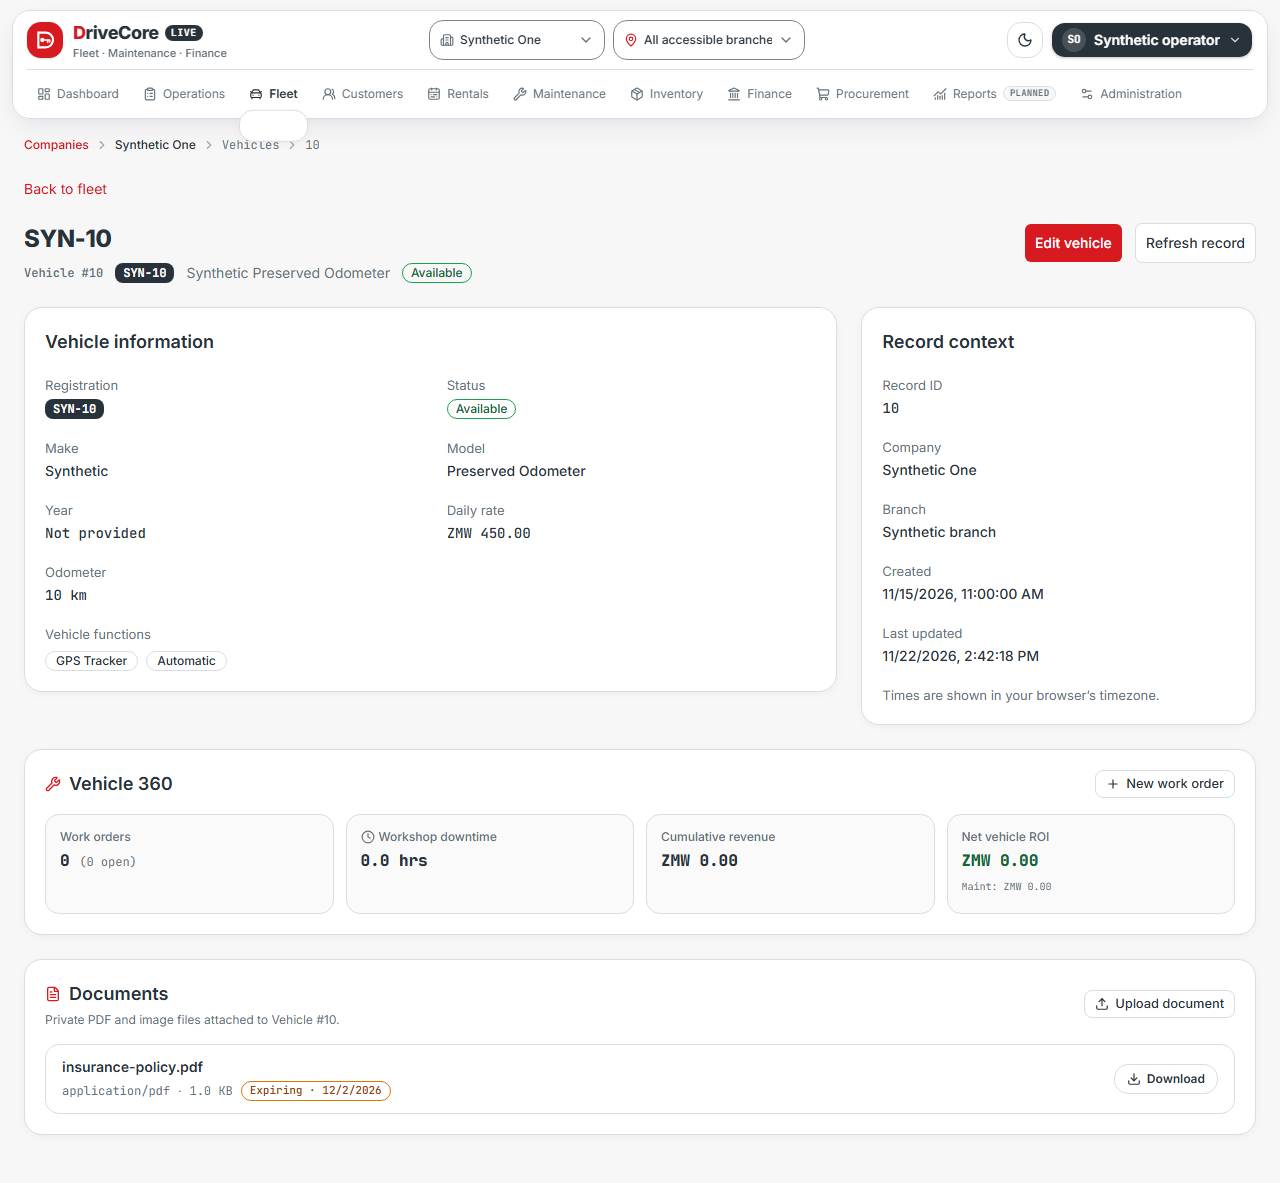 DriveCore LIVE
Fleet · Maintenance · Finance
Synthetic One
All accessible branche
SO Synthetic operator
Dashboard Operations Fleet Customers Rentals Maintenance Inventory Finance Procurement Reports PLANNED Administration
Companies > Synthetic One > Vehicles > 10
Back to fleet
SYN-10
Edit vehicle
Refresh record
Vehicle #10 SYN-10 Synthetic Preserved Odometer Available
Vehicle information
Registration
SYN-10
Status
Available
Make
Synthetic
Model
Preserved Odometer
Year
Not provided
Daily rate
ZMW 450.00
Odometer
10 km
Vehicle functions
GPS Tracker Automatic
Record context
Record ID
10
Company
Synthetic One
Branch
Synthetic branch
Created
11/15/2026, 11:00:00 AM
Last updated
11/22/2026, 2:42:18 PM
Times are shown in your browser's timezone.
Vehicle 360
New work order
Work orders
0 (0 open)
Workshop downtime
0.0 hrs
Cumulative revenue
ZMW 0.00
Net vehicle ROI
ZMW 0.00
Maint: ZMW 0.00
Documents
Private PDF and image files attached to Vehicle #10.
Upload document
insurance-policy.pdf
application/pdf · 1.0 KB Expiring · 12/2/2026
Download